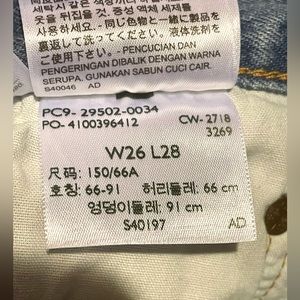 세탁시 같은 색상끼리
옷을 뒤집을 것. 중성 액체 세제를
사용하시오.
同じ色物と一緒に製品を
裏返して洗ってください。液体洗剤を
ご使用下さい。
PENCUCIAN DAN
PENGERINGAN DIBALIK DENGAN WARNA
SERUPA. GUNAKAN SABUN CUCI CAIR.
S40046 AD
PC9- 29502-0034
PO- 4100396412 CW- 2718
3269
W26 L28
尺码: 150/66A
호칭: 66-91 허리둘레: 66 cm
엉덩이둘레: 91 cm
S40197 AD